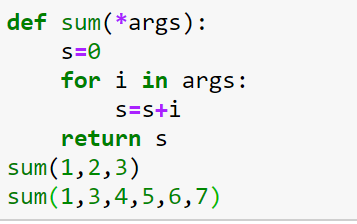 def sum(*args):
    s=0
    for i in args:
        s=s+i
    return s
sum(1,2,3)
sum(1,3,4,5,6,7)